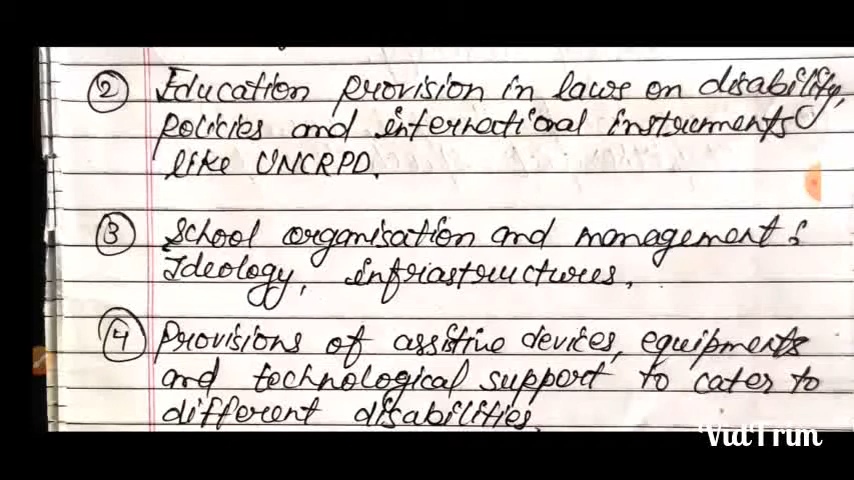 ② Education provision in laws on disability,
policies and international instruments
like UNCRPD.
③ School organisation and management :
Ideology, infrastructures.
④ Provisions of assistive devices, equipments
and technological support to cater to
different disabilities.
VidTrim